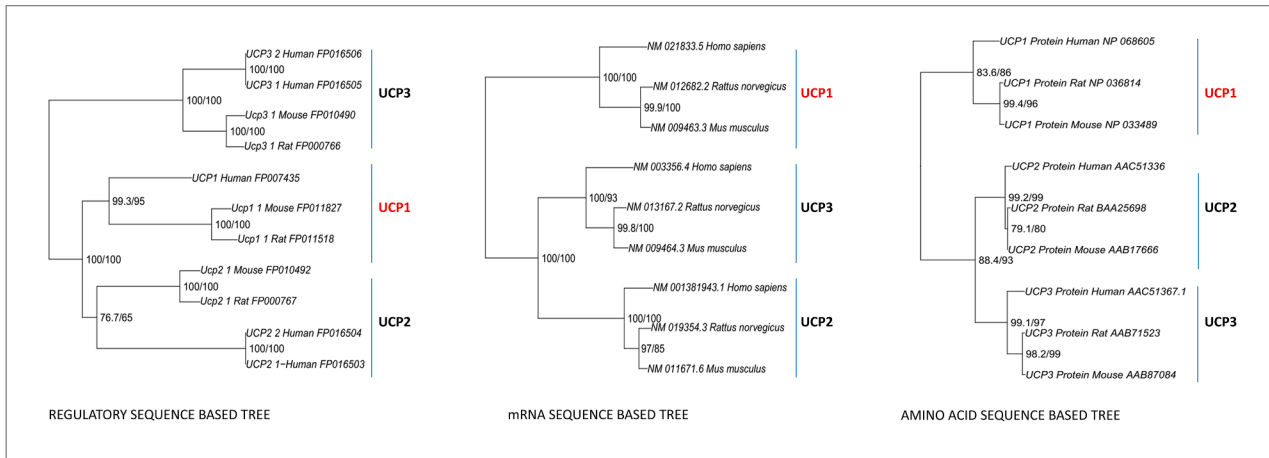 UCP3 2 Human FP016506
100/100
UCP3 1 Human FP016505
100/100
Ucp3 1 Mouse FP010490
100/100
Ucp3 1 Rat FP000766
UCP3
UCP1 Human FP007435
99.3/95
Ucp1 1 Mouse FP011827
100/100
Ucp1 1 Rat FP011518
UCP1
100/100
Ucp2 1 Mouse FP010492
100/100
Ucp2 1 Rat FP000767
76.7/65
UCP2 2 Human FP016504
100/100
UCP2 1-Human FP016503
UCP2
REGULATORY SEQUENCE BASED TREE
NM 021833.5 Homo sapiens
100/100
NM 012682.2 Rattus norvegicus
99.9/100
NM 009463.3 Mus musculus
UCP1
NM 003356.4 Homo sapiens
100/93
NM 013167.2 Rattus norvegicus
99.8/100
NM 009464.3 Mus musculus
UCP3
100/100
NM 001381943.1 Homo sapiens
100/100
NM 019354.3 Rattus norvegicus
97/85
NM 011671.6 Mus musculus
UCP2
mRNA SEQUENCE BASED TREE
UCP1 Protein Human NP 068605
83.6/86
UCP1 Protein Rat NP 036814
99.4/96
UCP1 Protein Mouse NP 033489
UCP1
UCP2 Protein Human AAC51336
99.2/99
UCP2 Protein Rat BAA25698
79.1/80
UCP2 Protein Mouse AAB17666
UCP2
88.4/93
UCP3 Protein Human AAC51367.1
99.1/97
UCP3 Protein Rat AAB71523
98.2/99
UCP3 Protein Mouse AAB87084
UCP3
AMINO ACID SEQUENCE BASED TREE